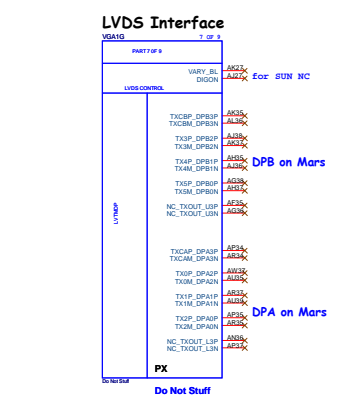 LVDS Interface
VGA1G 7 OF 9
PART 7 OF 9
VARY_BL AK27
DIGON AJ27 for SUN NC
LVDS CONTROL
TXCBP_DPB3P AK35
TXCBM_DPB3N AL36
TX3P_DPB2P AJ38
TX3M_DPB2N AK37
TX4P_DPB1P AH35
TX4M_DPB1N AJ36
DPB on Mars
TX5P_DPB0P AG38
TX5M_DPB0N AH37
NC_TXOUT_U3P AF35
NC_TXOUT_U3N AG36
LVTMDP
TXCAP_DPA3P AP34
TXCAM_DPA3N AR34
TX0P_DPA2P AW37
TX0M_DPA2N AU35
TX1P_DPA1P AR37
TX1M_DPA1N AU39
DPA on Mars
TX2P_DPA0P AP35
TX2M_DPA0N AR35
NC_TXOUT_L3P AN36
NC_TXOUT_L3N AP37
PX
Do Not Stuff
Do Not Stuff